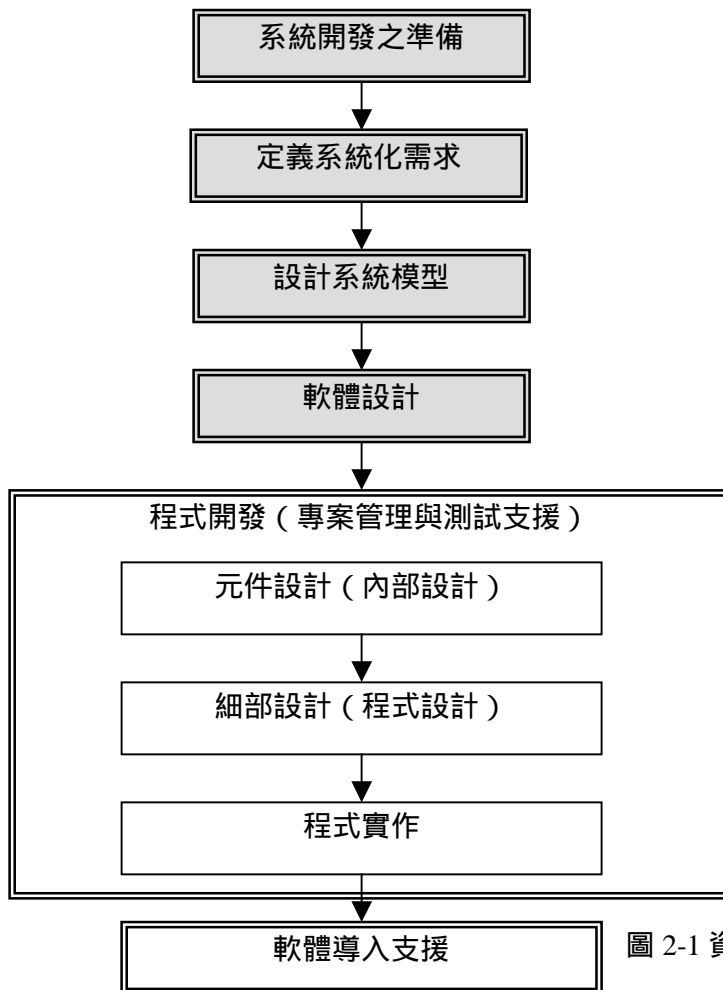 系統開發之準備
定義系統化需求
設計系統模型
軟體設計
程式開發（專案管理與測試支援）
元件設計（內部設計）
細部設計（程式設計）
程式實作
軟體導入支援
圖 2-1 資